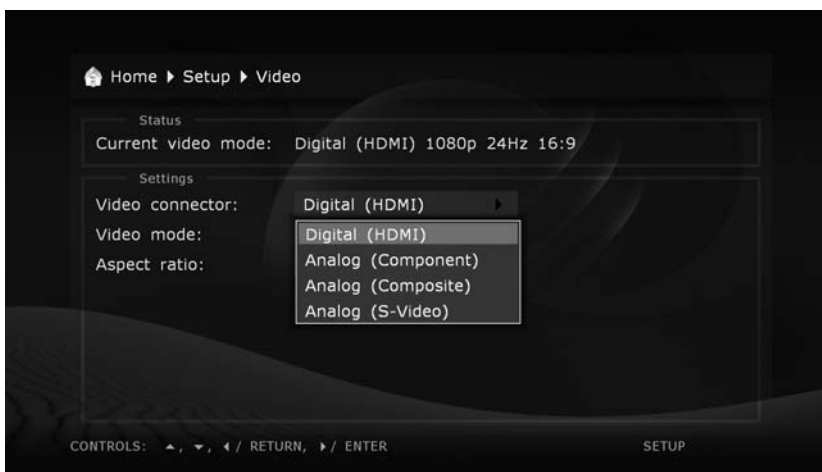 Home ▶ Setup ▶ Video
Status
Current video mode: Digital (HDMI) 1080p 24Hz 16:9
Settings
Video connector: Digital (HDMI)
Video mode:
Aspect ratio:
Digital (HDMI)
Analog (Component)
Analog (Composite)
Analog (S-Video)
CONTROLS: ▲, ▼, ◀/ RETURN, ▶/ ENTER SETUP